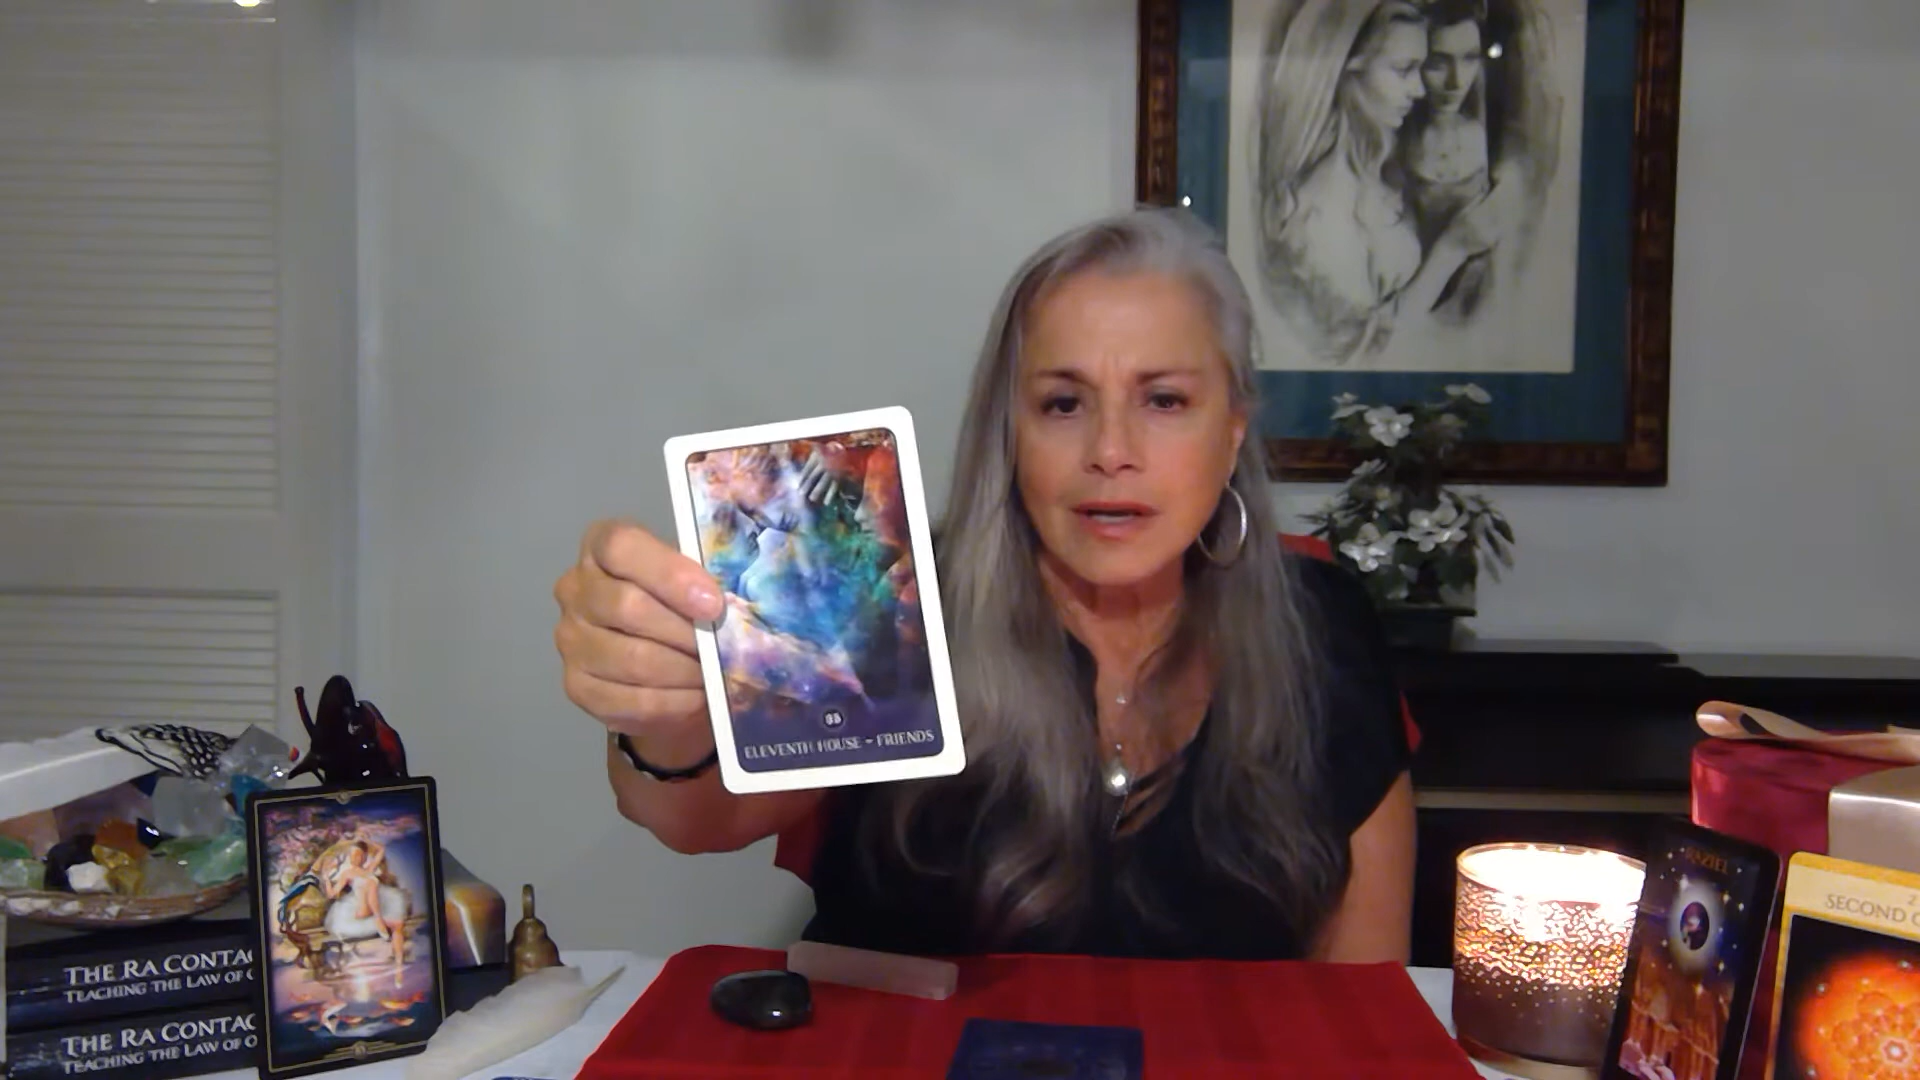 33
ELEVENTH HOUSE ~ FRIENDS
THE RA CONTAC
TEACHING THE LAW OF O
THE RA CONTAC
TEACHING THE LAW OF O
RAZIEL
SECOND C